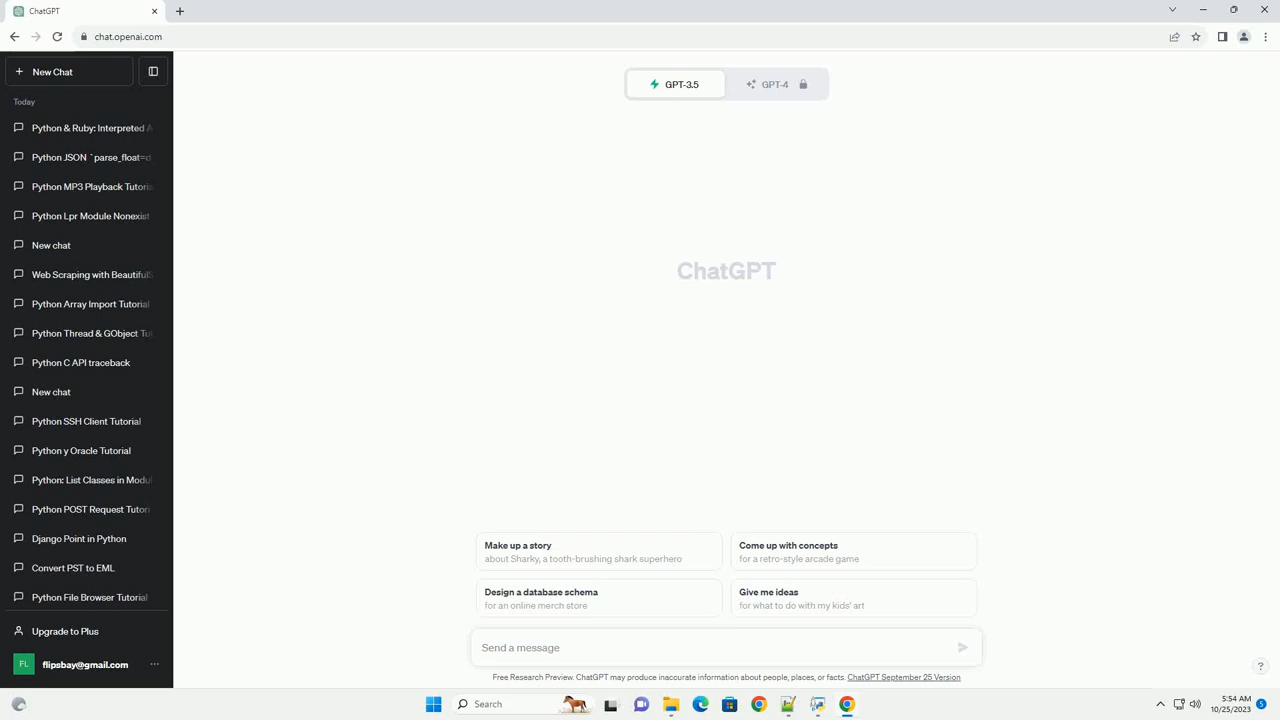 ChatGPT
chat.openai.com
New Chat
Today
Python & Ruby: Interpreted A
Python JSON `parse_float=d
Python MP3 Playback Tutoria
Python Lpr Module Nonexist
New chat
Web Scraping with BeautifulS
Python Array Import Tutorial
Python Thread & GObject Tut
Python C API traceback
New chat
Python SSH Client Tutorial
Python y Oracle Tutorial
Python: List Classes in Modul
Python POST Request Tutori
Django Point in Python
Convert PST to EML
Python File Browser Tutorial
Upgrade to Plus
FL flipsbay@gmail.com
GPT-3.5 GPT-4
ChatGPT
Make up a story
about Sharky, a tooth-brushing shark superhero
Come up with concepts
for a retro-style arcade game
Design a database schema
for an online merch store
Give me ideas
for what to do with my kids' art
Send a message
Free Research Preview. ChatGPT may produce inaccurate information about people, places, or facts. ChatGPT September 25 Version
?
Search
5:54 AM
10/25/2023
5